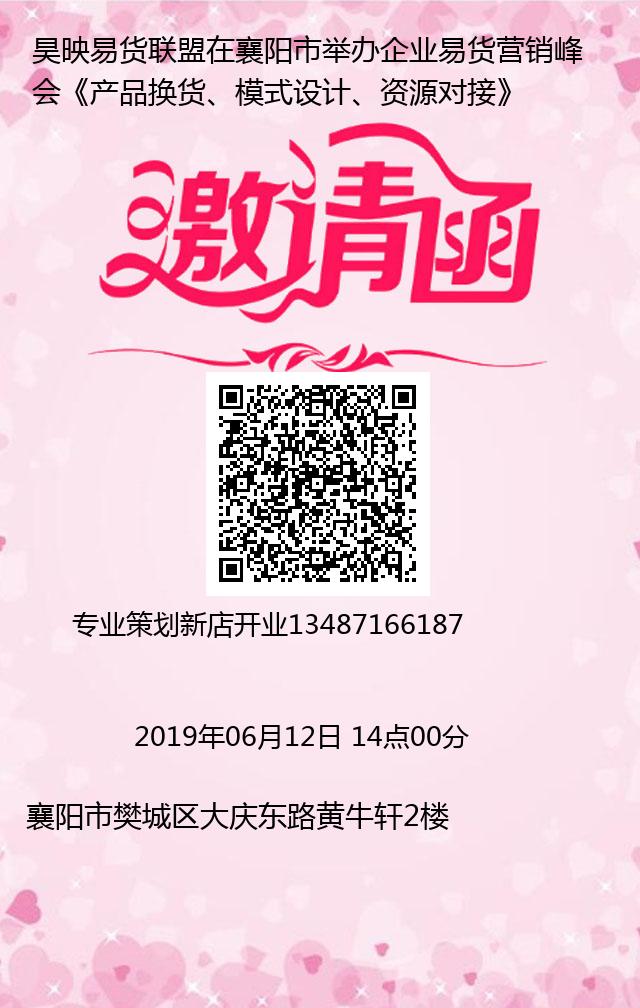 昊映易货联盟在襄阳市举办企业易货营销峰
会《产品换货、模式设计、资源对接》
邀请函
专业策划新店开业13487166187
2019年06月12日 14点00分
襄阳市樊城区大庆东路黄牛轩2楼